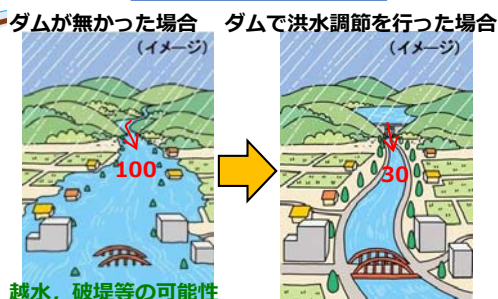 ダムが無かった場合
(イメージ)
100
越水，破堤等の可能性
ダムで洪水調節を行った場合
(イメージ)
30